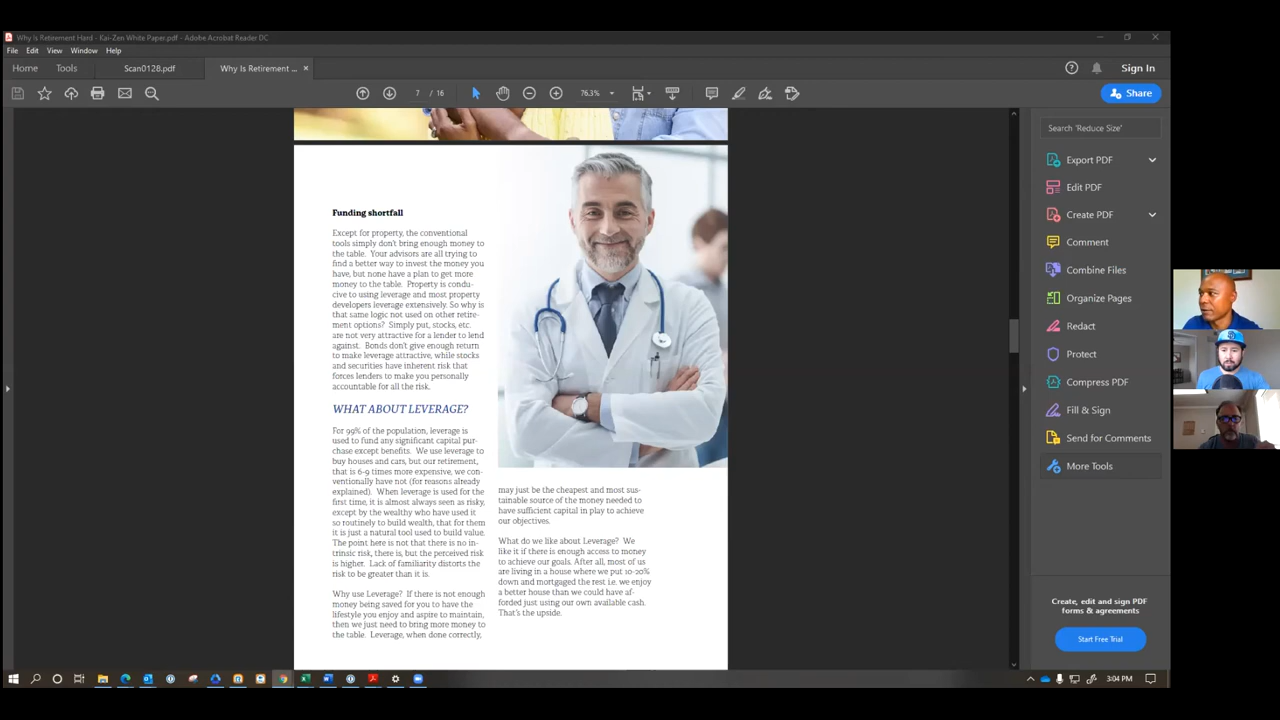 Why Is Retirement Hard - Kai-Zen White Paper.pdf - Adobe Acrobat Reader DC
File Edit View Window Help
Home Tools Scan0128.pdf Why Is Retirement ... ×
Sign In
7 / 16 76.3%
Share
Funding shortfall
Except for property, the conventional
tools simply don't bring enough money to
the table. Your advisors are all trying to
find a better way to invest the money you
have, but none have a plan to get more
money to the table. Property is condu-
cive to using leverage and most property
developers leverage extensively. So why is
that same logic not used on other retire-
ment options? Simply put, stocks, etc.
are not very attractive for a lender to lend
against. Bonds don't give enough return
to make leverage attractive, while stocks
and securities have inherent risk that
forces lenders to make you personally
accountable for all the risk.
WHAT ABOUT LEVERAGE?
For 99% of the population, leverage is
used to fund any significant capital pur-
chase except benefits. We use leverage to
buy houses and cars, but our retirement,
that is 6-9 times more expensive, we con-
ventionally have not (for reasons already
explained). When leverage is used for the
first time, it is almost always seen as risky,
except by the wealthy who have used it
so routinely to build wealth, that for them
it is just a natural tool used to build value.
The point here is not that there is no in-
trinsic risk, there is, but the perceived risk
is higher. Lack of familiarity distorts the
risk to be greater than it is.
Why use Leverage? If there is not enough
money being saved for you to have the
lifestyle you enjoy and aspire to maintain,
then we just need to bring more money to
the table. Leverage, when done correctly,
may just be the cheapest and most sus-
tainable source of the money needed to
have sufficient capital in play to achieve
our objectives.
What do we like about Leverage? We
like it if there is enough access to money
to achieve our goals. After all, most of us
are living in a house where we put 10-20%
down and mortgaged the rest i.e. we enjoy
a better house than we could have af-
forded just using our own available cash.
That's the upside.
Search 'Reduce Size'
Export PDF
Edit PDF
Create PDF
Comment
Combine Files
Organize Pages
Redact
Protect
Compress PDF
Fill & Sign
Send for Comments
More Tools
Create, edit and sign PDF
forms & agreements
Start Free Trial
3:04 PM